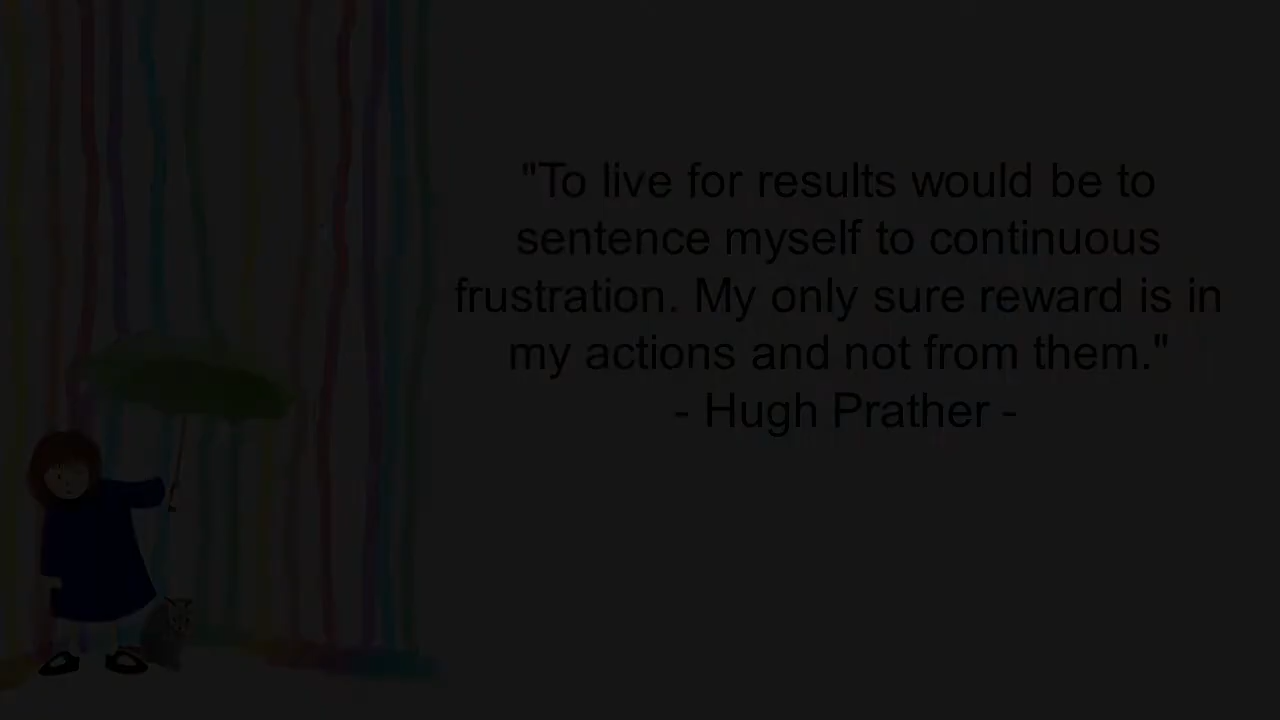 "To live for results would be to
sentence myself to continuous
frustration. My only sure reward is in
my actions and not from them."
- Hugh Prather -